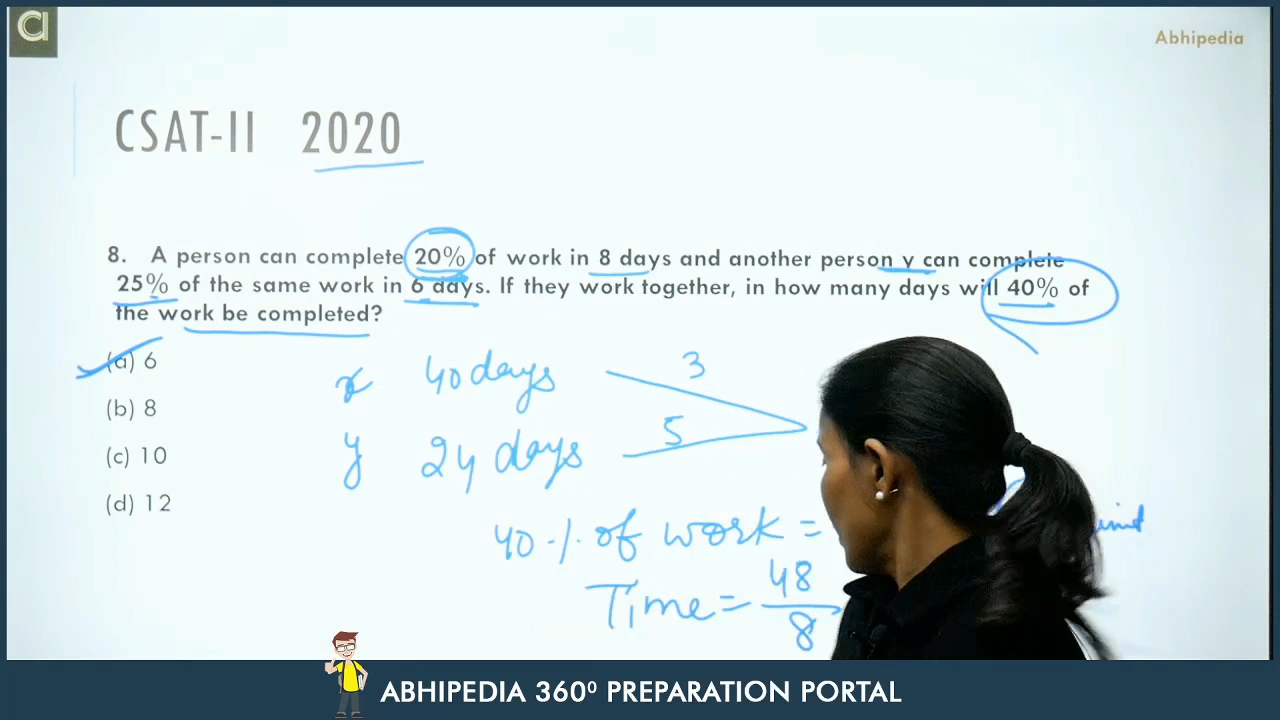 a
Abhipedia
CSAT-II 2020
8. A person can complete 20% of work in 8 days and another person y can complete
25% of the same work in 6 days. If they work together, in how many days will 40% of
the work be completed?
(a) 6
(b) 8
(c) 10
(d) 12
x 40 days 3
y 24 days 5
40% of work = unit
Time = 48
8
ABHIPEDIA 360⁰ PREPARATION PORTAL